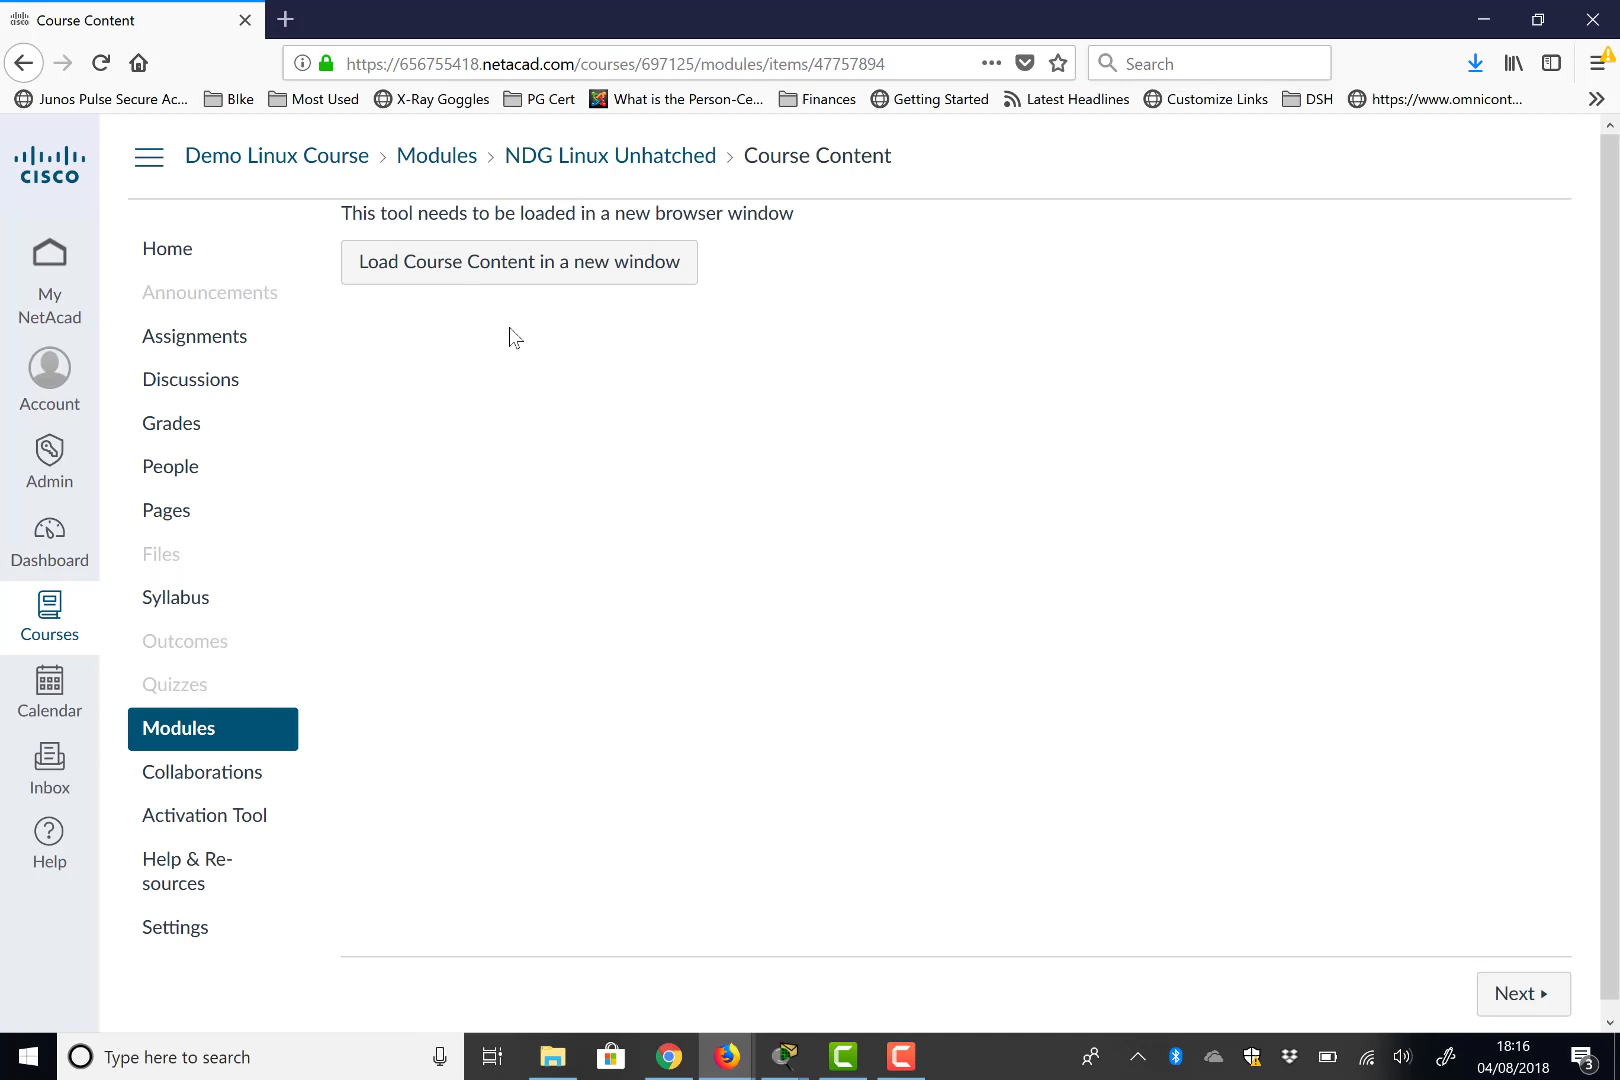 Course Content
https://656755418.netacad.com/courses/697125/modules/items/47757894
Search
Junos Pulse Secure Ac...
BIke
Most Used
X-Ray Goggles
PG Cert
What is the Person-Ce...
Finances
Getting Started
Latest Headlines
Customize Links
DSH
https://www.omnicont...
CISCO
Demo Linux Course > Modules > NDG Linux Unhatched > Course Content
This tool needs to be loaded in a new browser window
Load Course Content in a new window
My
NetAcad
Account
Admin
Dashboard
Courses
Calendar
Inbox
Help
Home
Announcements
Assignments
Discussions
Grades
People
Pages
Files
Syllabus
Outcomes
Quizzes
Modules
Collaborations
Activation Tool
Help & Re-
sources
Settings
Next
Type here to search
18:16
04/08/2018
3